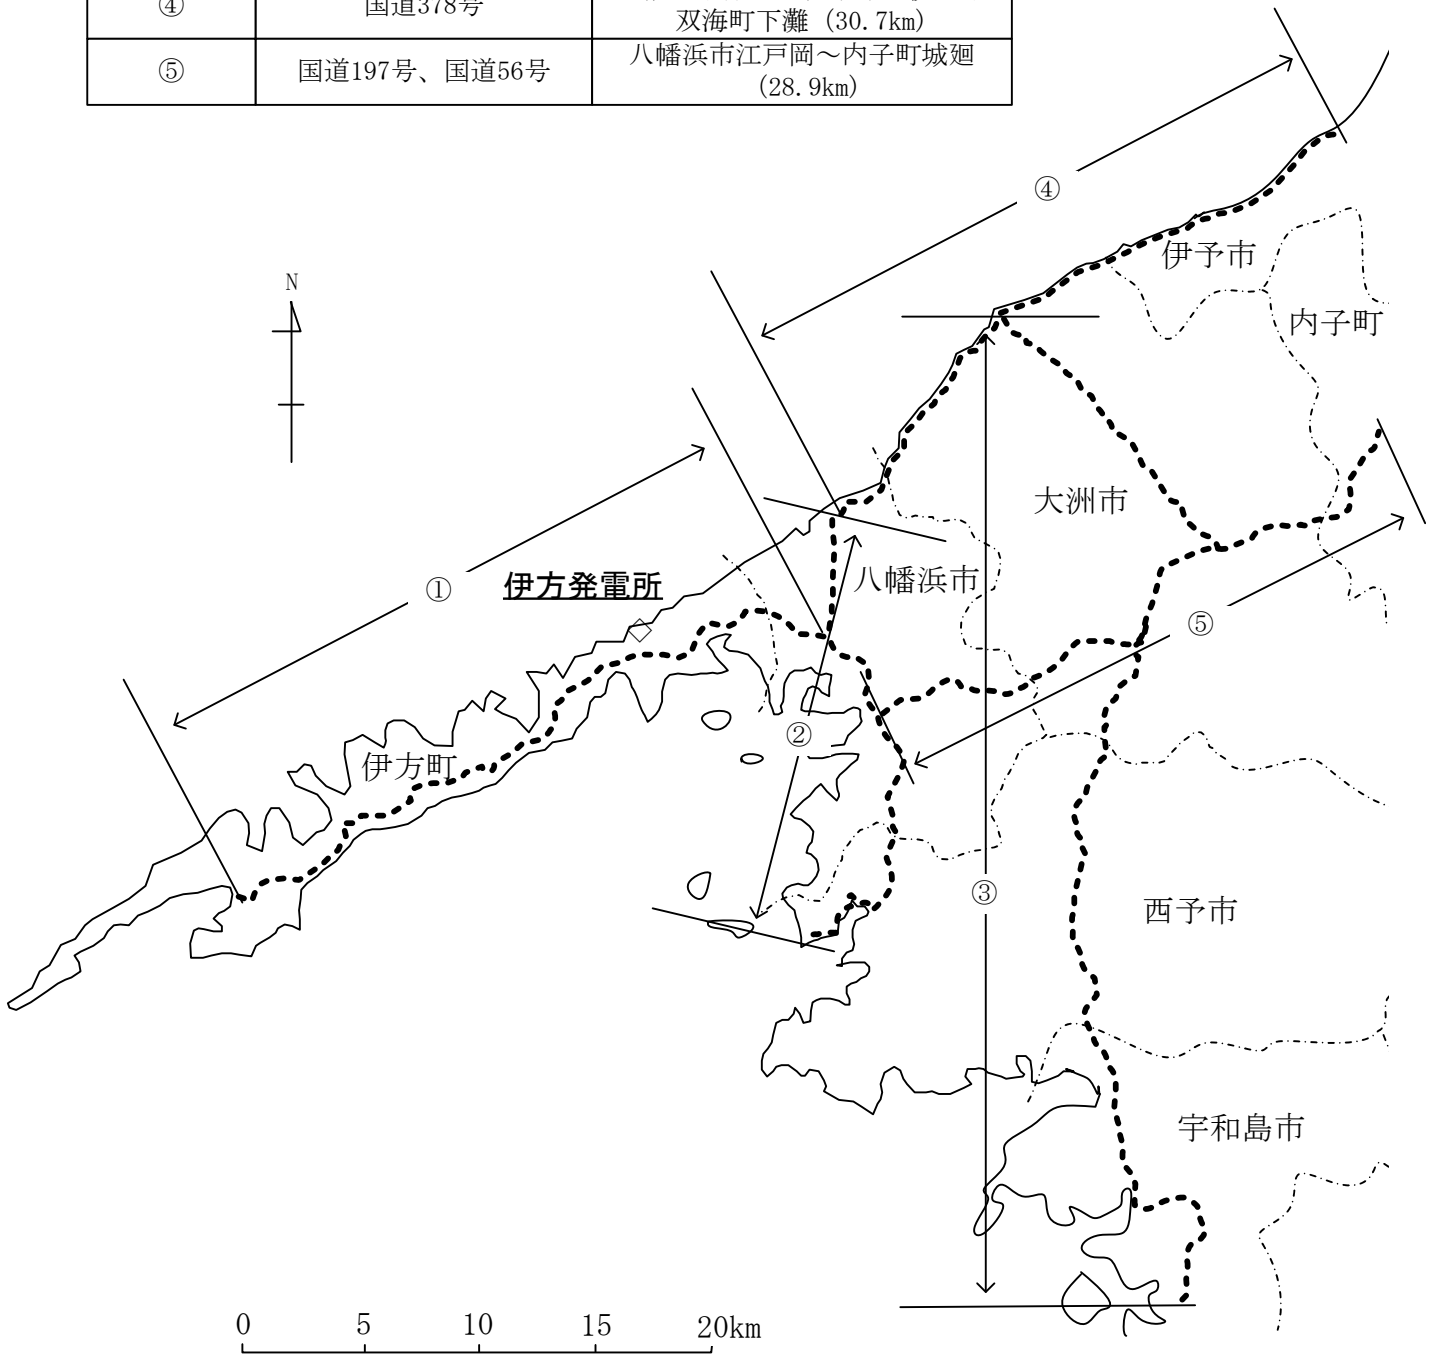 ④
国道378号
双海町下灘 (30.7km)
⑤
国道197号、国道56号
八幡浜市江戸岡～内子町城廻
(28.9km)
④
伊予市
N
内子町
大洲市
①
伊方発電所
八幡浜市
⑤
②
伊方町
③
西予市
宇和島市
0 5 10 15 20km